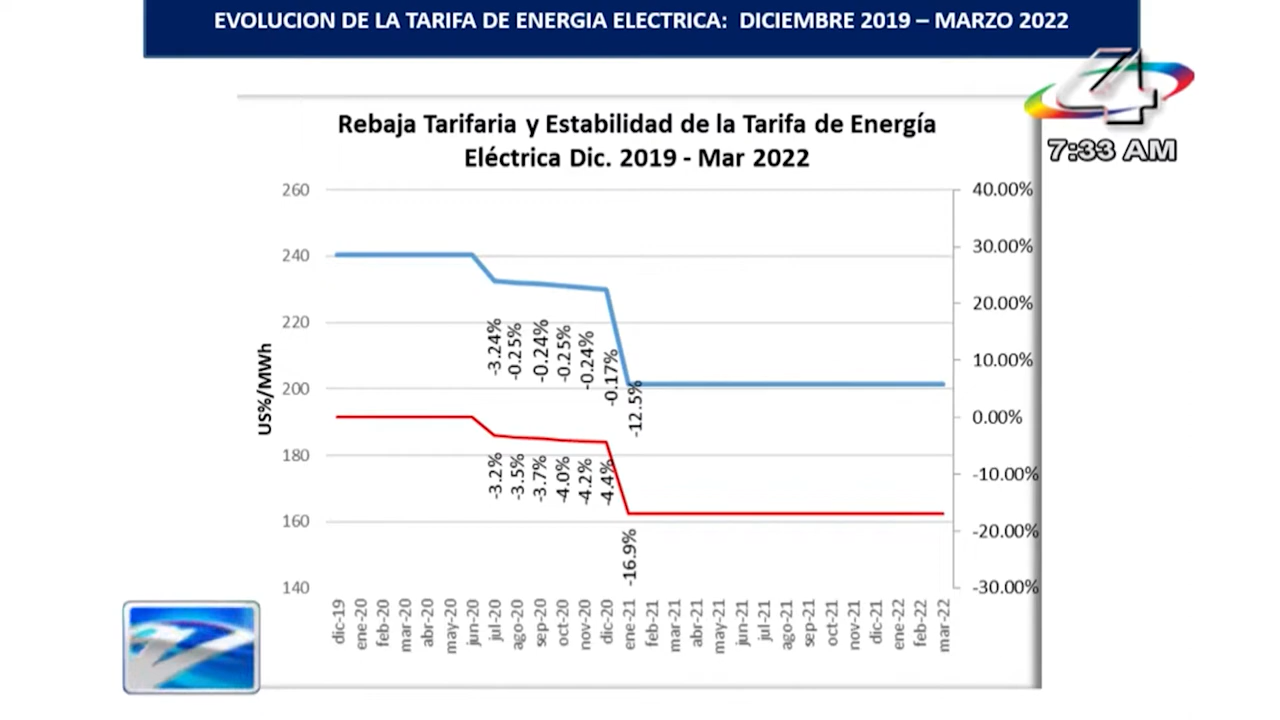 EVOLUCION DE LA TARIFA DE ENERGIA ELECTRICA: DICIEMBRE 2019 – MARZO 2022
4
7:33 AM
Rebaja Tarifaria y Estabilidad de la Tarifa de Energía
Eléctrica Dic. 2019 - Mar 2022
US%/MWh
260
240
220
200
180
160
140
40.00%
30.00%
20.00%
10.00%
0.00%
-10.00%
-20.00%
-30.00%
-3.24%
-0.25%
-0.24%
-0.25%
-0.24%
-0.17%
-12.5%
-3.2%
-3.5%
-3.7%
-4.0%
-4.2%
-4.4%
-16.9%
dic-19
ene-20
feb-20
mar-20
abr-20
may-20
jun-20
jul-20
ago-20
sep-20
oct-20
nov-20
dic-20
ene-21
feb-21
mar-21
abr-21
may-21
jun-21
jul-21
ago-21
sep-21
oct-21
nov-21
dic-21
ene-22
feb-22
mar-22